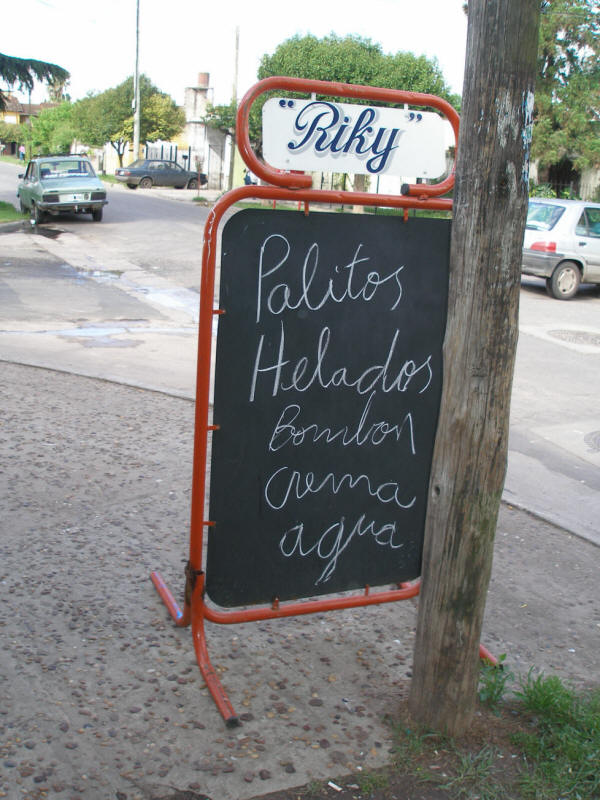 "Riky"
Palitos
Helados
Bombon
crema
agua